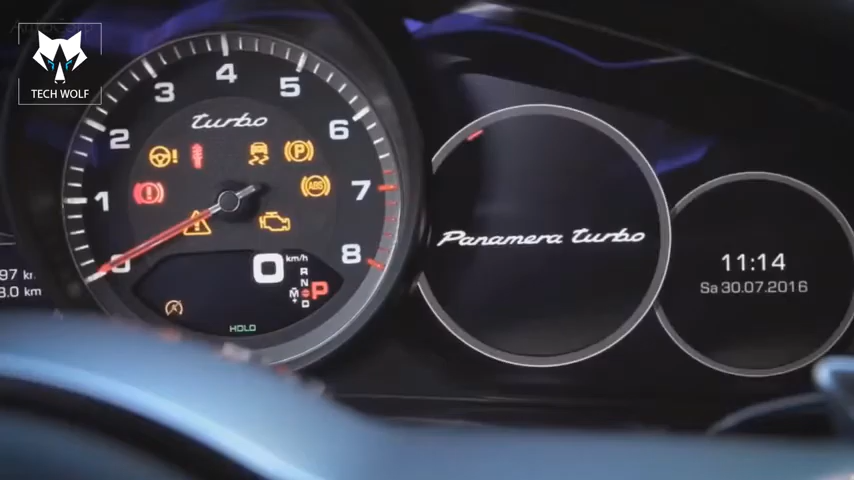 TECH WOLF
turbo
1
2
3
4
5
6
7
8
P
ABS
0 km/h
R
N
M
D
P
HOLD
97 k
8.0 km
Panamera turbo
11:14
Sa 30.07.2016